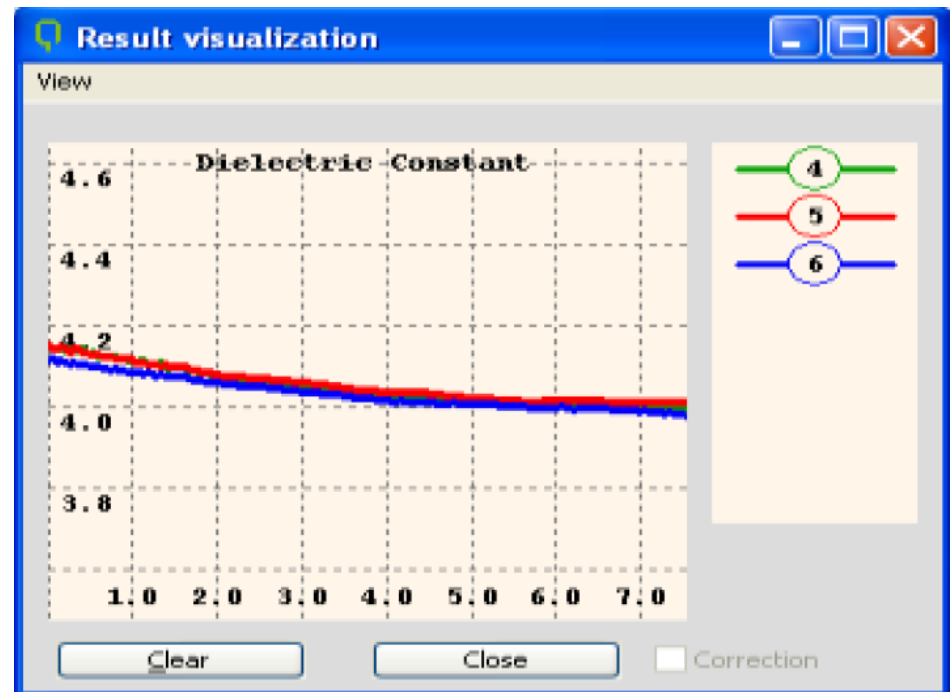 Result visualization
View
Dielectric Constant
4.6
4.4
4.2
4.0
3.8
1.0 2.0 3.0 4.0 5.0 6.0 7.0
4
5
6
Clear Close Correction